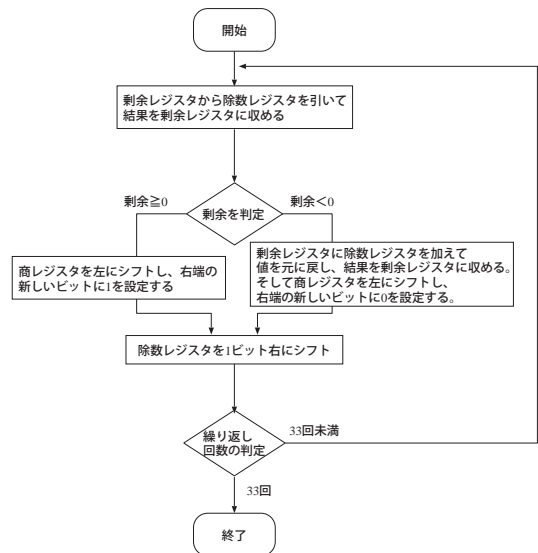 開始
剰余レジスタから除数レジスタを引いて
結果を剰余レジスタに収める
剰余≧0
剰余を判定
剰余＜0
商レジスタを左にシフトし、右端の
新しいビットに1を設定する
剰余レジスタに除数レジスタを加えて
値を元に戻し、結果を剰余レジスタに収める。
そして商レジスタを左にシフトし、
右端の新しいビットに0を設定する。
除数レジスタを1ビット右にシフト
繰り返し
回数の判定
33回未満
33回
終了